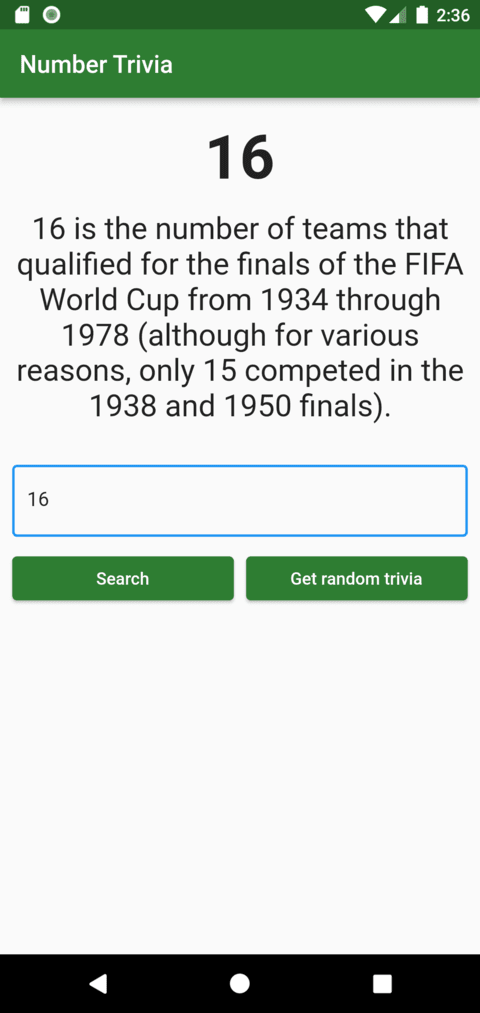 2:36
Number Trivia
16
16 is the number of teams that
qualified for the finals of the FIFA
World Cup from 1934 through
1978 (although for various
reasons, only 15 competed in the
1938 and 1950 finals).
16
Search
Get random trivia